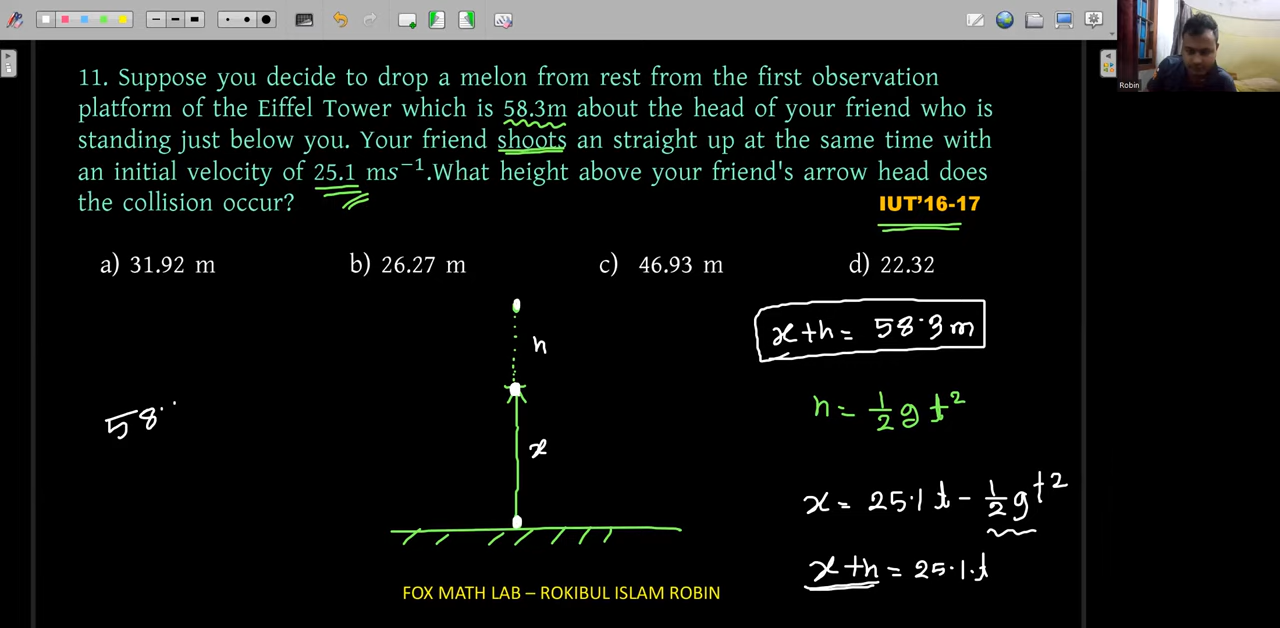 11. Suppose you decide to drop a melon from rest from the first observation
platform of the Eiffel Tower which is 58.3m about the head of your friend who is
standing just below you. Your friend shoots an straight up at the same time with
an initial velocity of 25.1 ms⁻¹.What height above your friend's arrow head does
the collision occur?
IUT'16-17
a) 31.92 m b) 26.27 m c) 46.93 m d) 22.32
x+h = 58.3m
h
h = 1/2 g t²
58..
x
x = 25.1 t - 1/2 g t²
x+h = 25.1.t
FOX MATH LAB – ROKIBUL ISLAM ROBIN
Robin